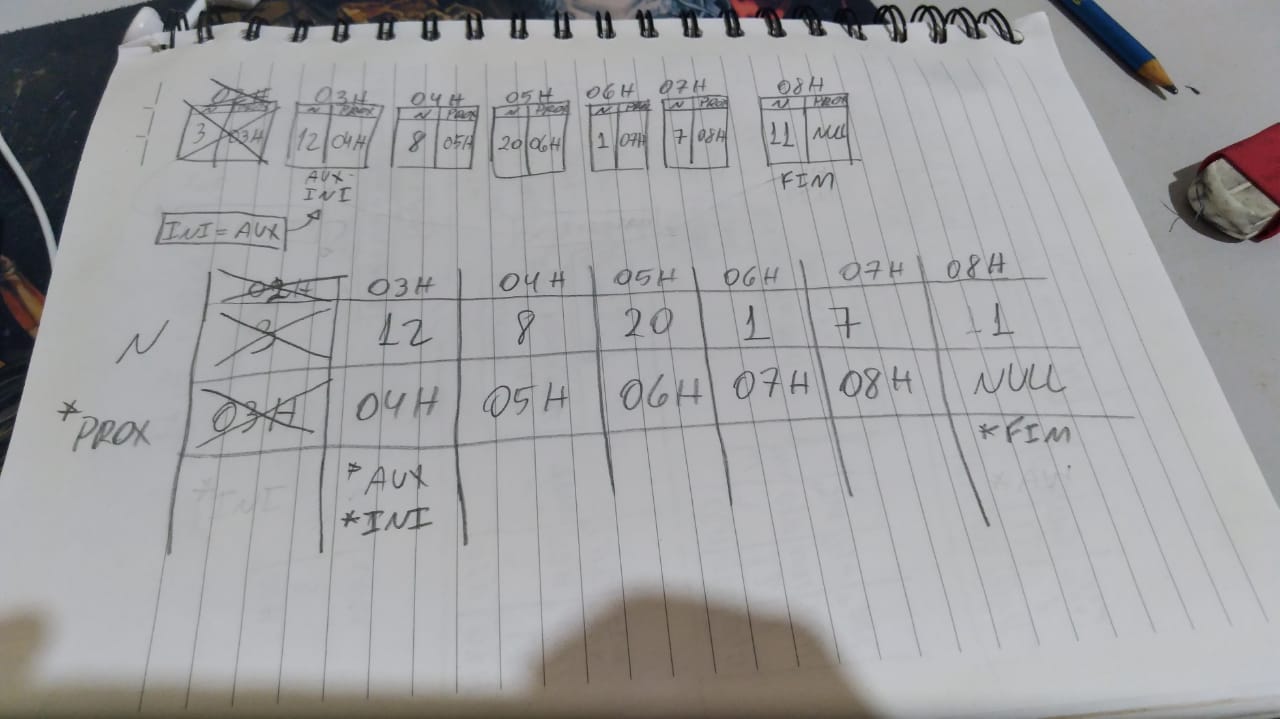 02H 03H 04H 05H 06H 07H 08H
N PROX N PROX N PROX N PROX N PROX N PROX N PROX
3 03H 12 04H 8 05H 20 06H 1 07H 7 08H 11 NULL
AUX
INI FIM
INI = AUX
02H 03H 04H 05H 06H 07H 08H
N 3 12 8 20 1 7 11
*PROX 03H 04H 05H 06H 07H 08H NULL
*FIM
*AUX
*INI